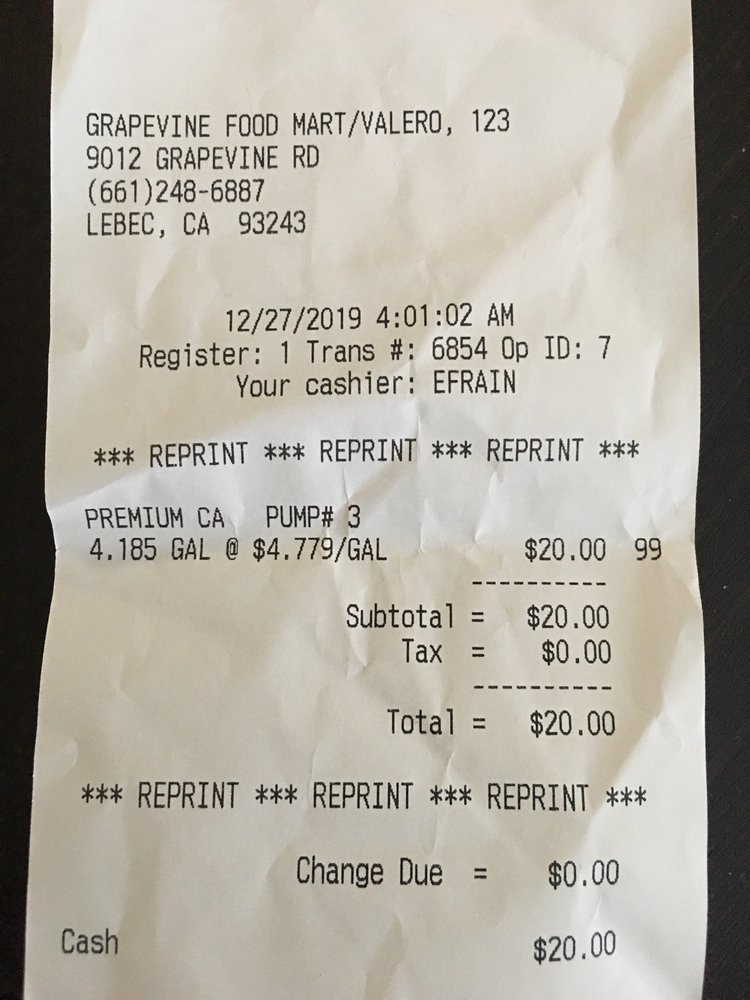 GRAPEVINE FOOD MART/VALERO, 123
9012 GRAPEVINE RD
(661)248-6887
LEBEC, CA 93243
12/27/2019 4:01:02 AM
Register: 1 Trans #: 6854 Op ID: 7
Your cashier: EFRAIN
*** REPRINT *** REPRINT *** REPRINT ***
PREMIUM CA PUMP# 3
4.185 GAL @ $4.779/GAL $20.00 99
----------
Subtotal = $20.00
Tax = $0.00
----------
Total = $20.00
*** REPRINT *** REPRINT *** REPRINT ***
Change Due = $0.00
Cash $20.00